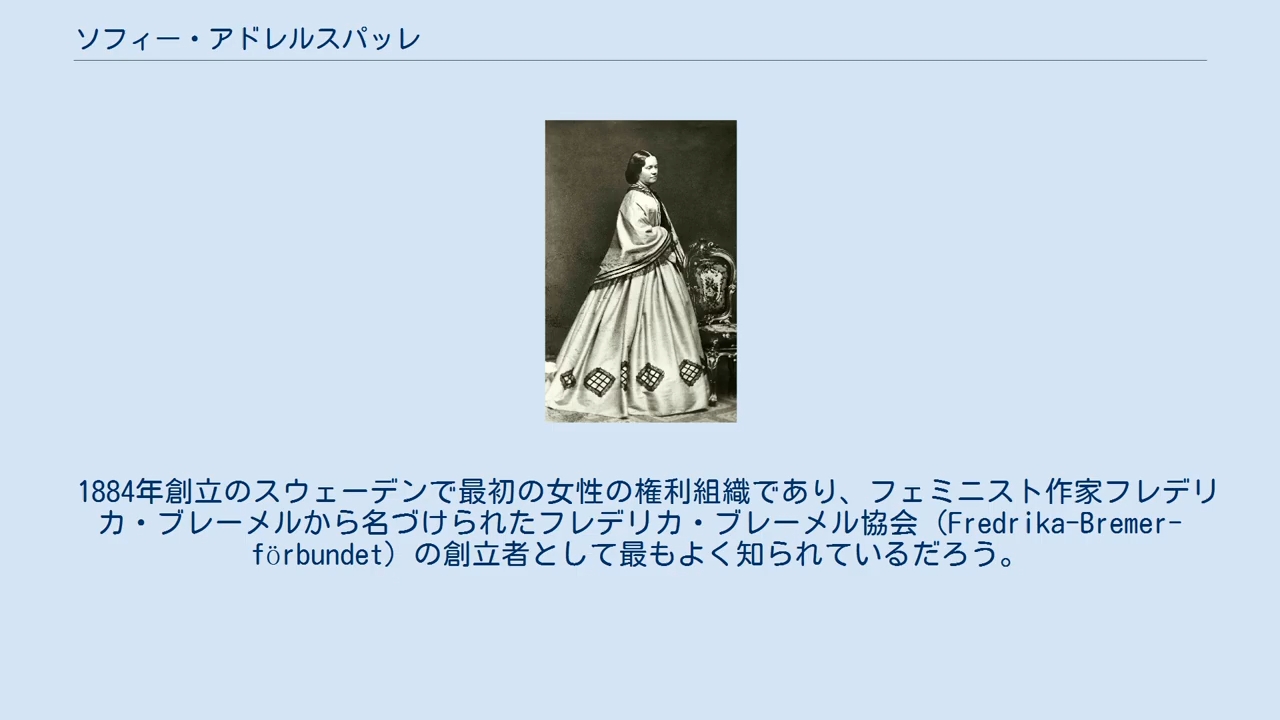 ソフィー・アドレルスパッレ
1884年創立のスウェーデンで最初の女性の権利組織であり、フェミニスト作家フレデリ
カ・ブレーメルから名づけられたフレデリカ・ブレーメル協会（Fredrika-Bremer-
förbundet）の創立者として最もよく知られているだろう。